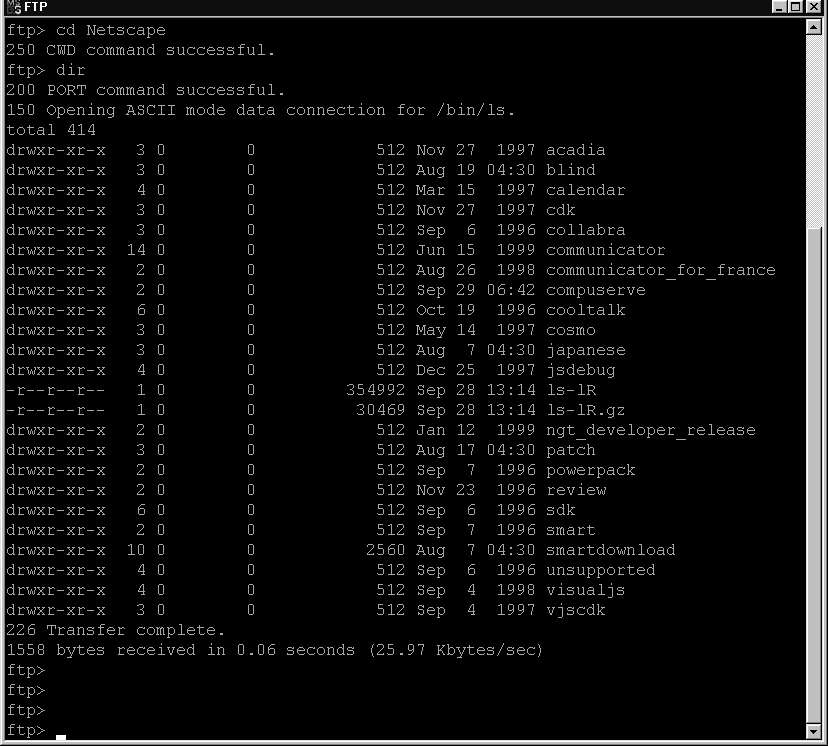 FTP
ftp> cd Netscape
250 CWD command successful.
ftp> dir
200 PORT command successful.
150 Opening ASCII mode data connection for /bin/ls.
total 414
drwxr-xr-x   3 0        0            512 Nov 27  1997 acadia
drwxr-xr-x   3 0        0            512 Aug 19 04:30 blind
drwxr-xr-x   4 0        0            512 Mar 15  1997 calendar
drwxr-xr-x   3 0        0            512 Nov 27  1997 cdk
drwxr-xr-x   3 0        0            512 Sep  6  1996 collabra
drwxr-xr-x  14 0        0            512 Jun 15  1999 communicator
drwxr-xr-x   2 0        0            512 Aug 26  1998 communicator_for_france
drwxr-xr-x   2 0        0            512 Sep 29 06:42 compuserve
drwxr-xr-x   6 0        0            512 Oct 19  1996 cooltalk
drwxr-xr-x   3 0        0            512 May 14  1997 cosmo
drwxr-xr-x   3 0        0            512 Aug  7 04:30 japanese
drwxr-xr-x   4 0        0            512 Dec 25  1997 jsdebug
-r--r--r--   1 0        0         354992 Sep 28 13:14 ls-lR
-r--r--r--   1 0        0          30469 Sep 28 13:14 ls-lR.gz
drwxr-xr-x   2 0        0            512 Jan 12  1999 ngt_developer_release
drwxr-xr-x   3 0        0            512 Aug 17 04:30 patch
drwxr-xr-x   2 0        0            512 Sep  7  1996 powerpack
drwxr-xr-x   2 0        0            512 Nov 23  1996 review
drwxr-xr-x   6 0        0            512 Sep  6  1996 sdk
drwxr-xr-x   2 0        0            512 Sep  7  1996 smart
drwxr-xr-x  10 0        0           2560 Aug  7 04:30 smartdownload
drwxr-xr-x   4 0        0            512 Sep  6  1996 unsupported
drwxr-xr-x   4 0        0            512 Sep  4  1998 visualjs
drwxr-xr-x   3 0        0            512 Sep  4  1997 vjscdk
226 Transfer complete.
1558 bytes received in 0.06 seconds (25.97 Kbytes/sec)
ftp>
ftp>
ftp>
ftp> _